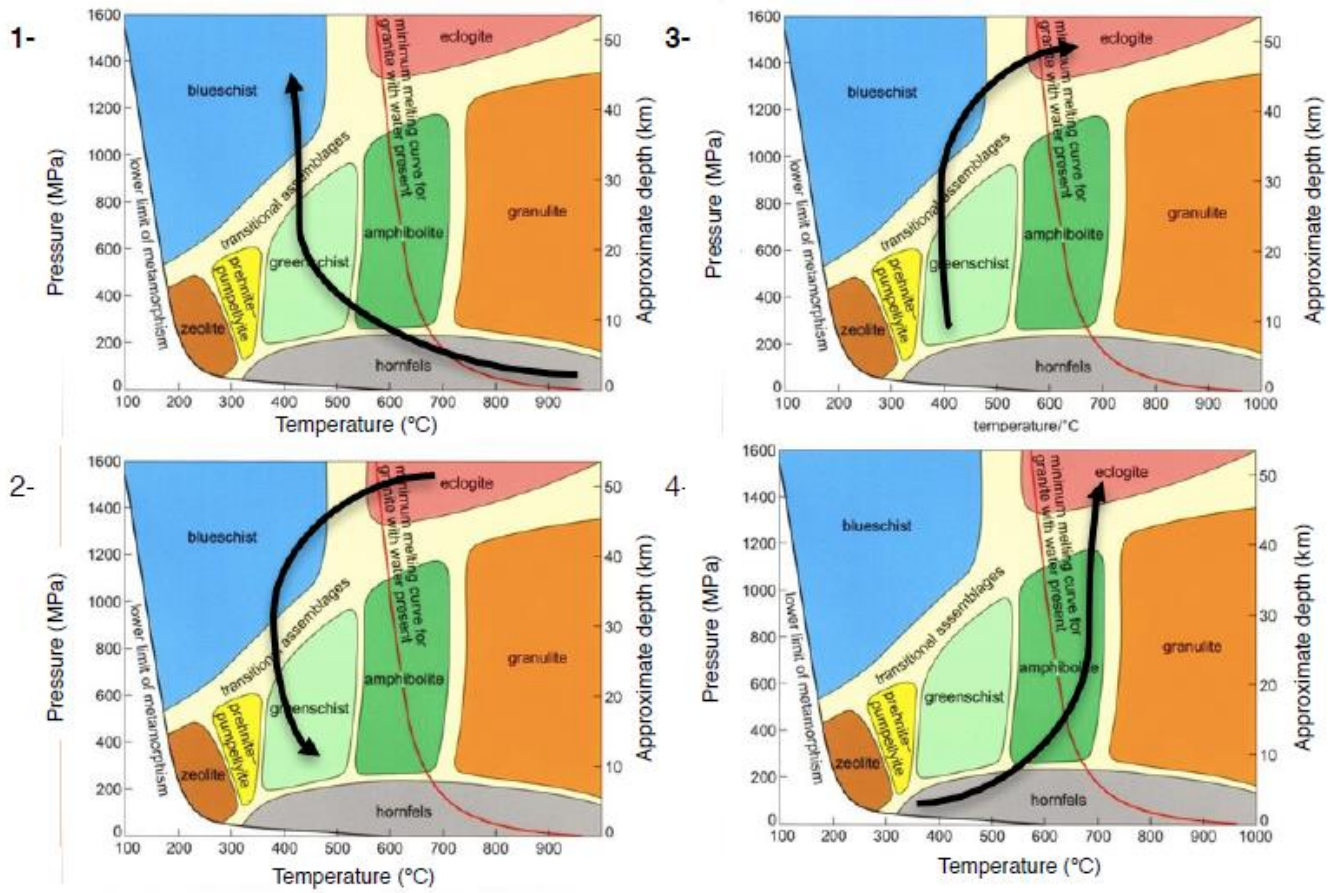 1-
1600
1400
1200
1000
800
600
400
200
0
Pressure (MPa)
blueschist
eclogite
minimum melting curve for
granite with water present
transitional assemblages
lower limit of metamorphism
granulite
amphibolite
greenschist
prehnite-
pumpellyite
zeolite
hornfels
50
40
30
20
10
0
Approximate depth (km)
100 200 300 400 500 600 700 800 900
Temperature (°C)
3-
1600
1400
1200
1000
800
600
400
200
0
Pressure (MPa)
blueschist
eclogite
minimum melting curve for
granite with water present
transitional assemblages
lower limit of metamorphism
granulite
amphibolite
greenschist
prehnite-
pumpellyite
zeolite
hornfels
50
40
30
20
10
0
Approximate depth (km)
100 200 300 400 500 600 700 800 900 1000
temperature/°C
2-
1600
1400
1200
1000
800
600
400
200
0
Pressure (MPa)
blueschist
eclogite
minimum melting curve for
granite with water present
transitional assemblages
lower limit of metamorphism
granulite
amphibolite
greenschist
prehnite-
pumpellyite
zeolite
hornfels
50
40
30
20
10
0
Approximate depth (km)
100 200 300 400 500 600 700 800 900
Temperature (°C)
4-
1600
1400
1200
1000
800
600
400
200
0
Pressure (MPa)
blueschist
eclogite
minimum melting curve for
granite with water present
transitional assemblages
lower limit of metamorphism
granulite
amphibolite
greenschist
prehnite-
pumpellyite
zeolite
hornfels
50
40
30
20
10
0
Approximate depth (km)
100 200 300 400 500 600 700 800 900 1000
Temperature (°C)